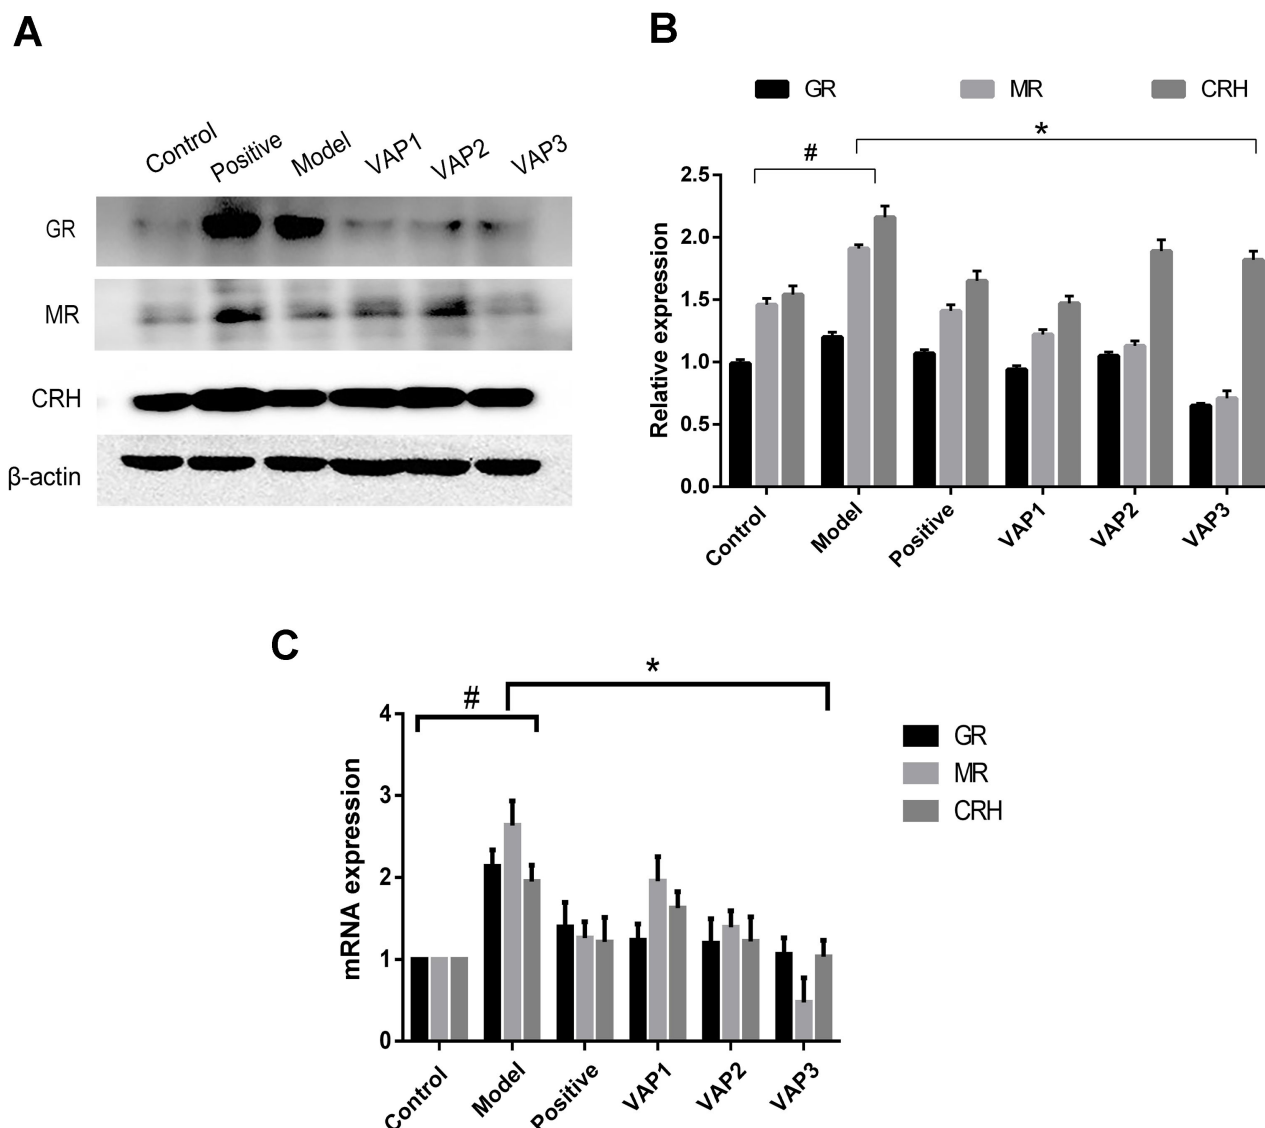 A
Control Positive Model VAP1 VAP2 VAP3
GR
MR
CRH
β-actin
B
GR MR CRH
*
#
Relative expression
2.5
2.0
1.5
1.0
0.5
0.0
Control Model Positive VAP1 VAP2 VAP3
C
*
#
mRNA expression
4
3
2
1
0
GR
MR
CRH
Control Model Positive VAP1 VAP2 VAP3